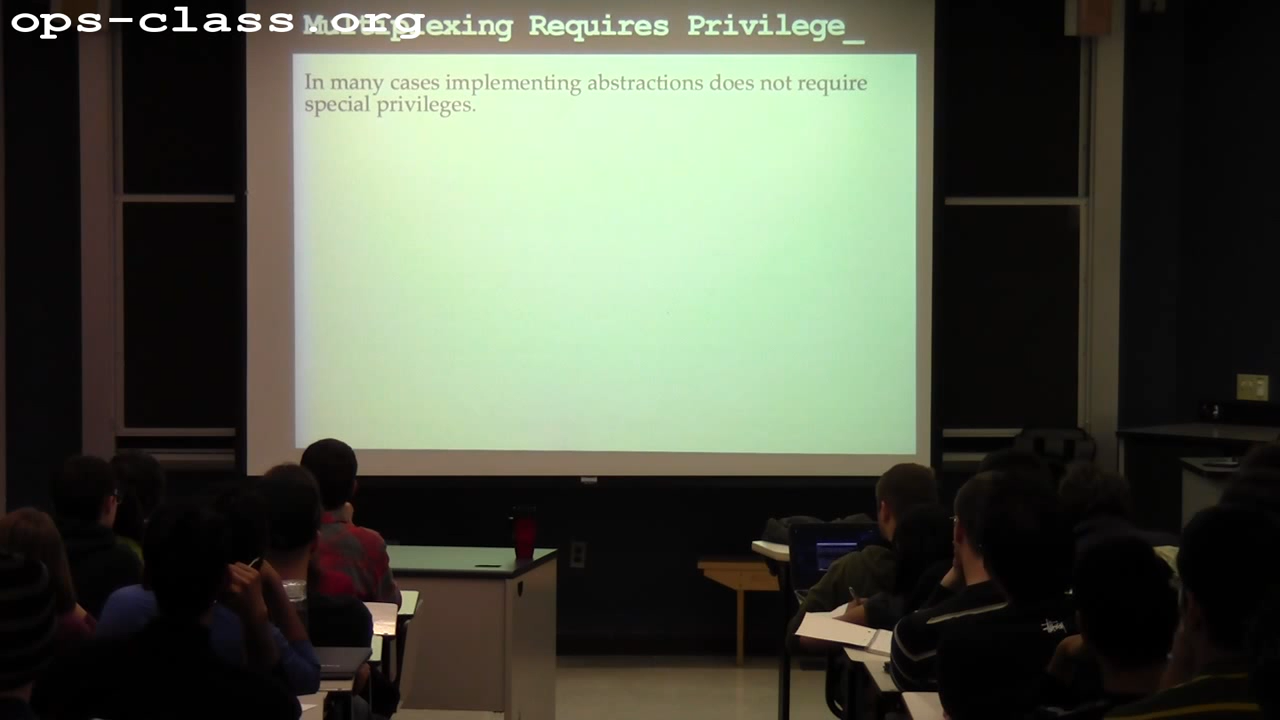 ops-class.org
Multiplexing Requires Privilege_
In many cases implementing abstractions does not require
special privileges.